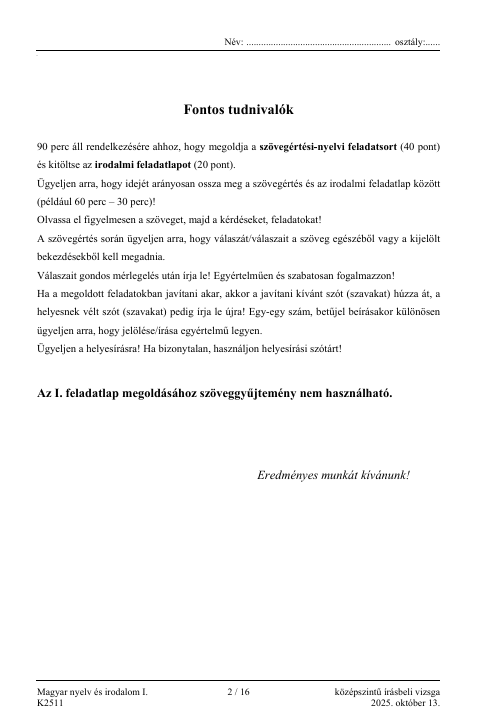 Név: ............................................................. osztály:......
Fontos tudnivalók
90 perc áll rendelkezésére ahhoz, hogy megoldja a szövegértési-nyelvi feladatsort (40 pont)
és kitöltse az irodalmi feladatlapot (20 pont).
Ügyeljen arra, hogy idejét arányosan ossza meg a szövegértés és az irodalmi feladatlap között
(például 60 perc – 30 perc)!
Olvassa el figyelmesen a szöveget, majd a kérdéseket, feladatokat!
A szövegértés során ügyeljen arra, hogy válaszát/válaszait a szöveg egészéből vagy a kijelölt
bekezdésekből kell megadnia.
Válaszait gondos mérlegelés után írja le! Egyértelműen és szabatosan fogalmazzon!
Ha a megoldott feladatokban javítani akar, akkor a javítani kívánt szót (szavakat) húzza át, a
helyesnek vélt szót (szavakat) pedig írja le újra! Egy-egy szám, betűjel beírásakor különösen
ügyeljen arra, hogy jelölése/írása egyértelmű legyen.
Ügyeljen a helyesírásra! Ha bizonytalan, használjon helyesírási szótárt!
Az I. feladatlap megoldásához szöveggyűjtemény nem használható.
Eredményes munkát kívánunk!
Magyar nyelv és irodalom I. 2 / 16 középszintű írásbeli vizsga
K2511 2025. október 13.